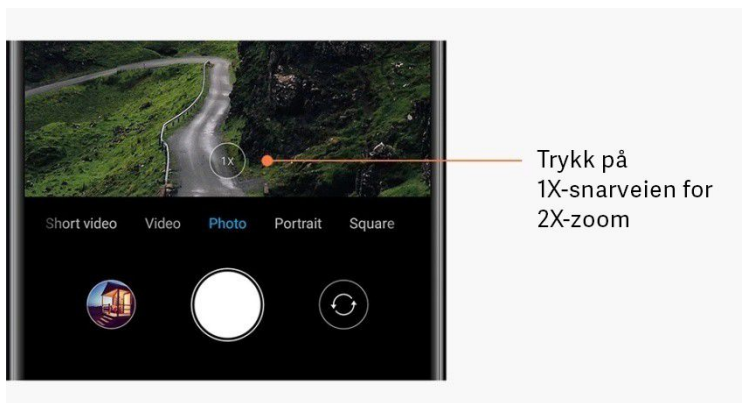 1X
Short video Video Photo Portrait Square
Trykk på
1X-snarveien for
2X-zoom